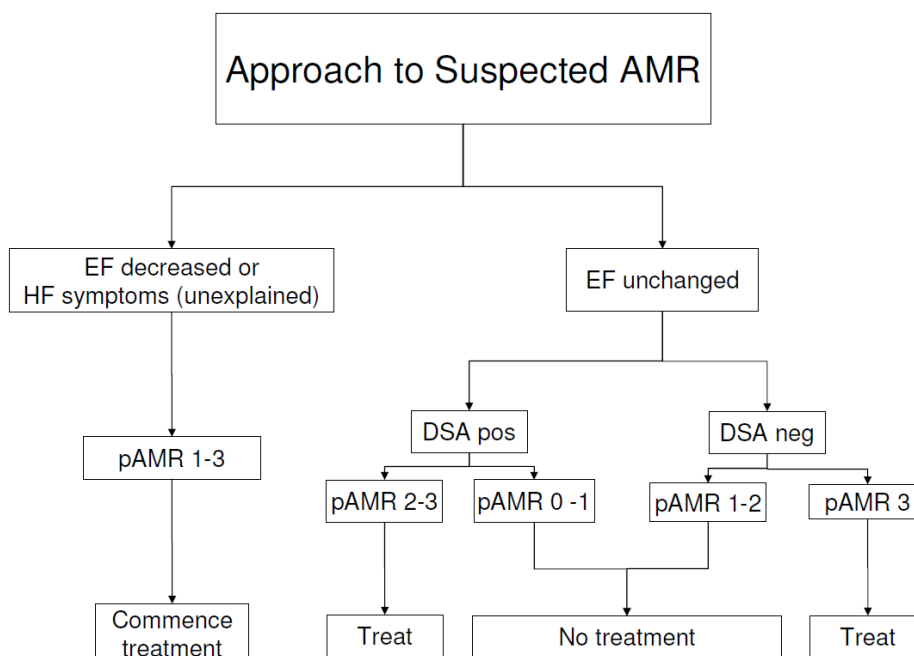 Approach to Suspected AMR
EF decreased or
HF symptoms (unexplained)
EF unchanged
DSA pos
DSA neg
pAMR 1-3
pAMR 2-3
pAMR 0 -1
pAMR 1-2
pAMR 3
Commence
treatment
Treat
No treatment
Treat